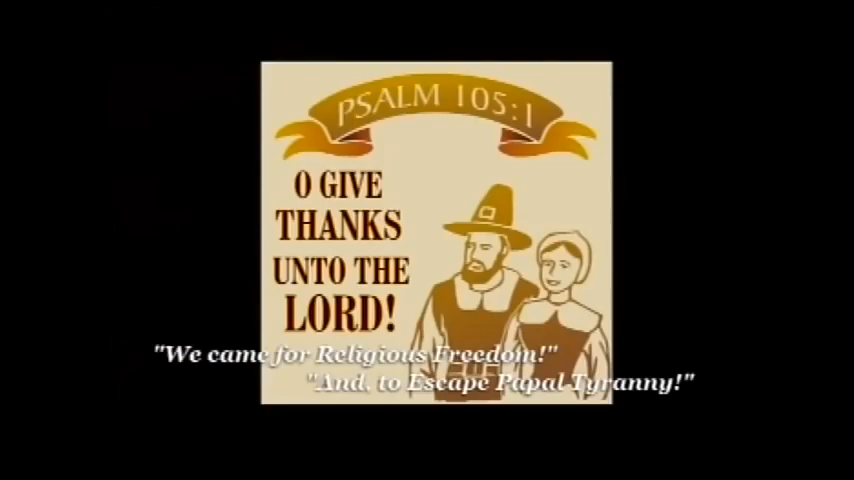 PSALM 105:1
O GIVE
THANKS
UNTO THE
LORD!
"We came for Religious Freedom!"
"And, to Escape Papal Tyranny!"